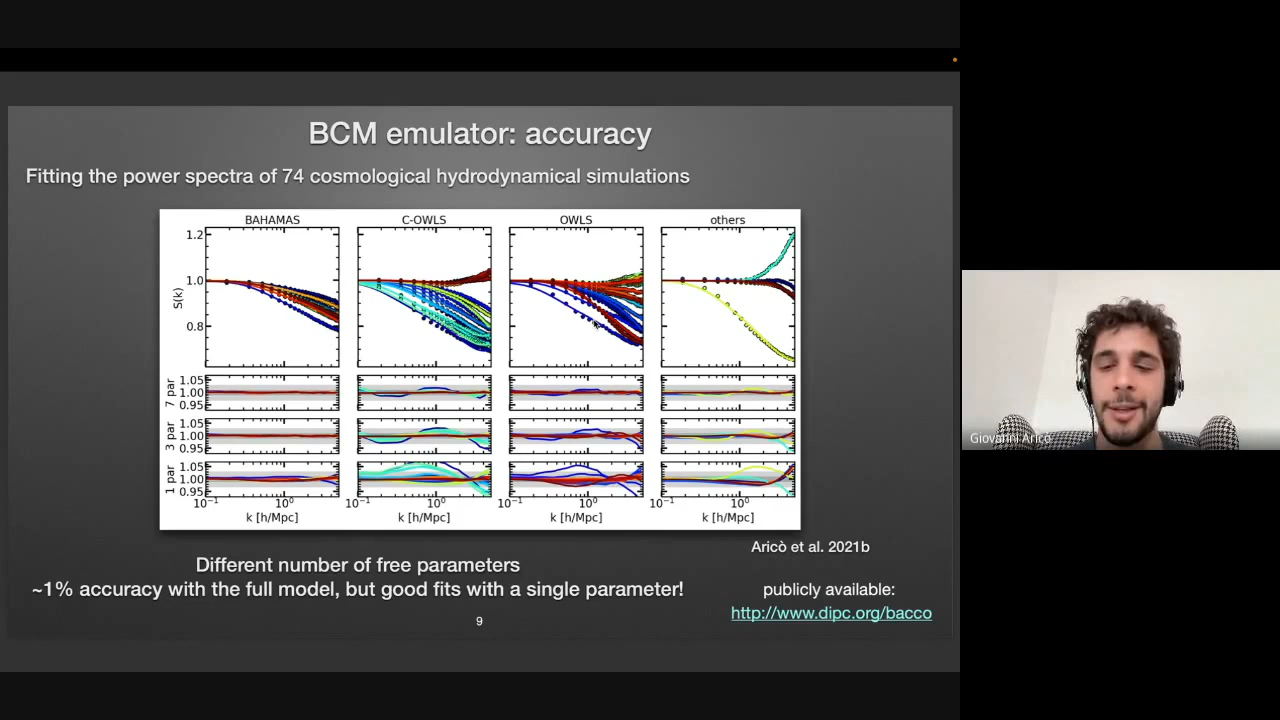 BCM emulator: accuracy
Fitting the power spectra of 74 cosmological hydrodynamical simulations
BAHAMAS C-OWLS OWLS others
1.2
1.0
0.8
S(k)
7 par 1.05 1.00 0.95
3 par 1.05 1.00 0.95
1 par 1.05 1.00 0.95
10⁻¹ 10⁰ 10⁻¹ 10⁰ 10⁻¹ 10⁰ 10⁻¹ 10⁰
k [h/Mpc] k [h/Mpc] k [h/Mpc] k [h/Mpc]
Aricò et al. 2021b
Different number of free parameters
~1% accuracy with the full model, but good fits with a single parameter!
publicly available:
http://www.dipc.org/bacco
9
Giovanni Aricò